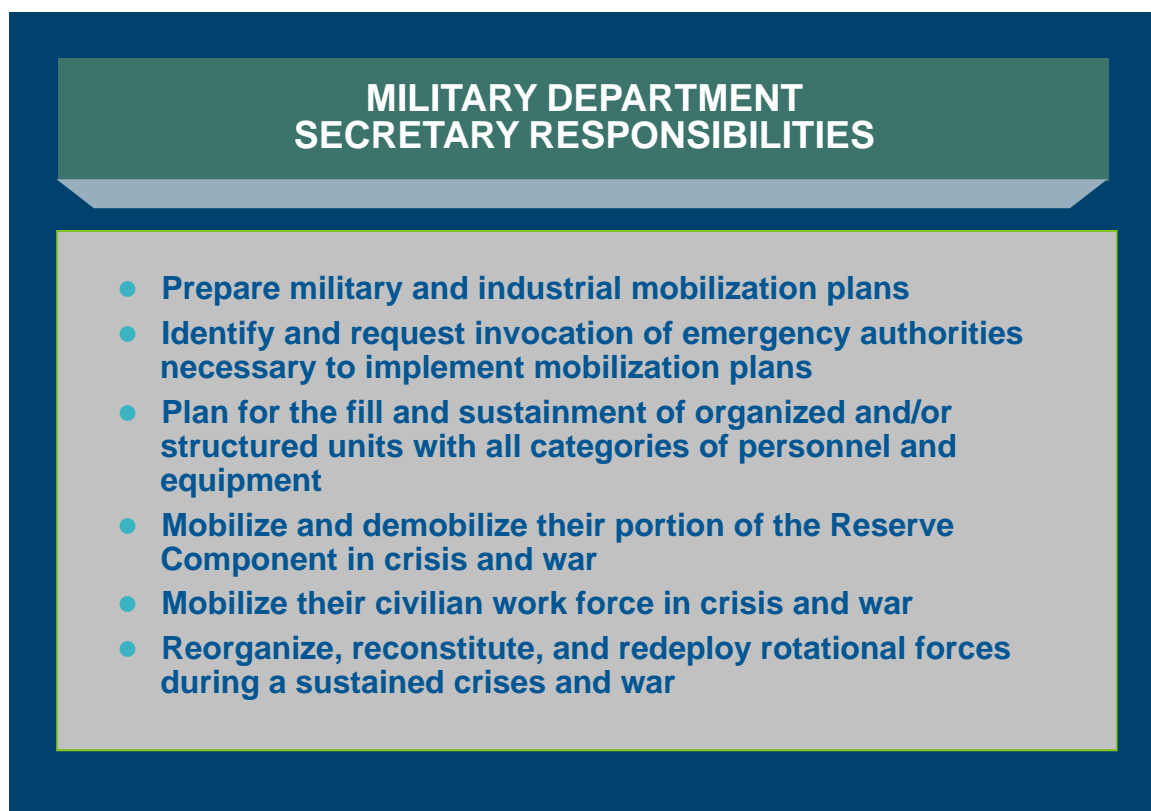 MILITARY DEPARTMENT
SECRETARY RESPONSIBILITIES
● Prepare military and industrial mobilization plans
● Identify and request invocation of emergency authorities
necessary to implement mobilization plans
● Plan for the fill and sustainment of organized and/or
structured units with all categories of personnel and
equipment
● Mobilize and demobilize their portion of the Reserve
Component in crisis and war
● Mobilize their civilian work force in crisis and war
● Reorganize, reconstitute, and redeploy rotational forces
during a sustained crises and war